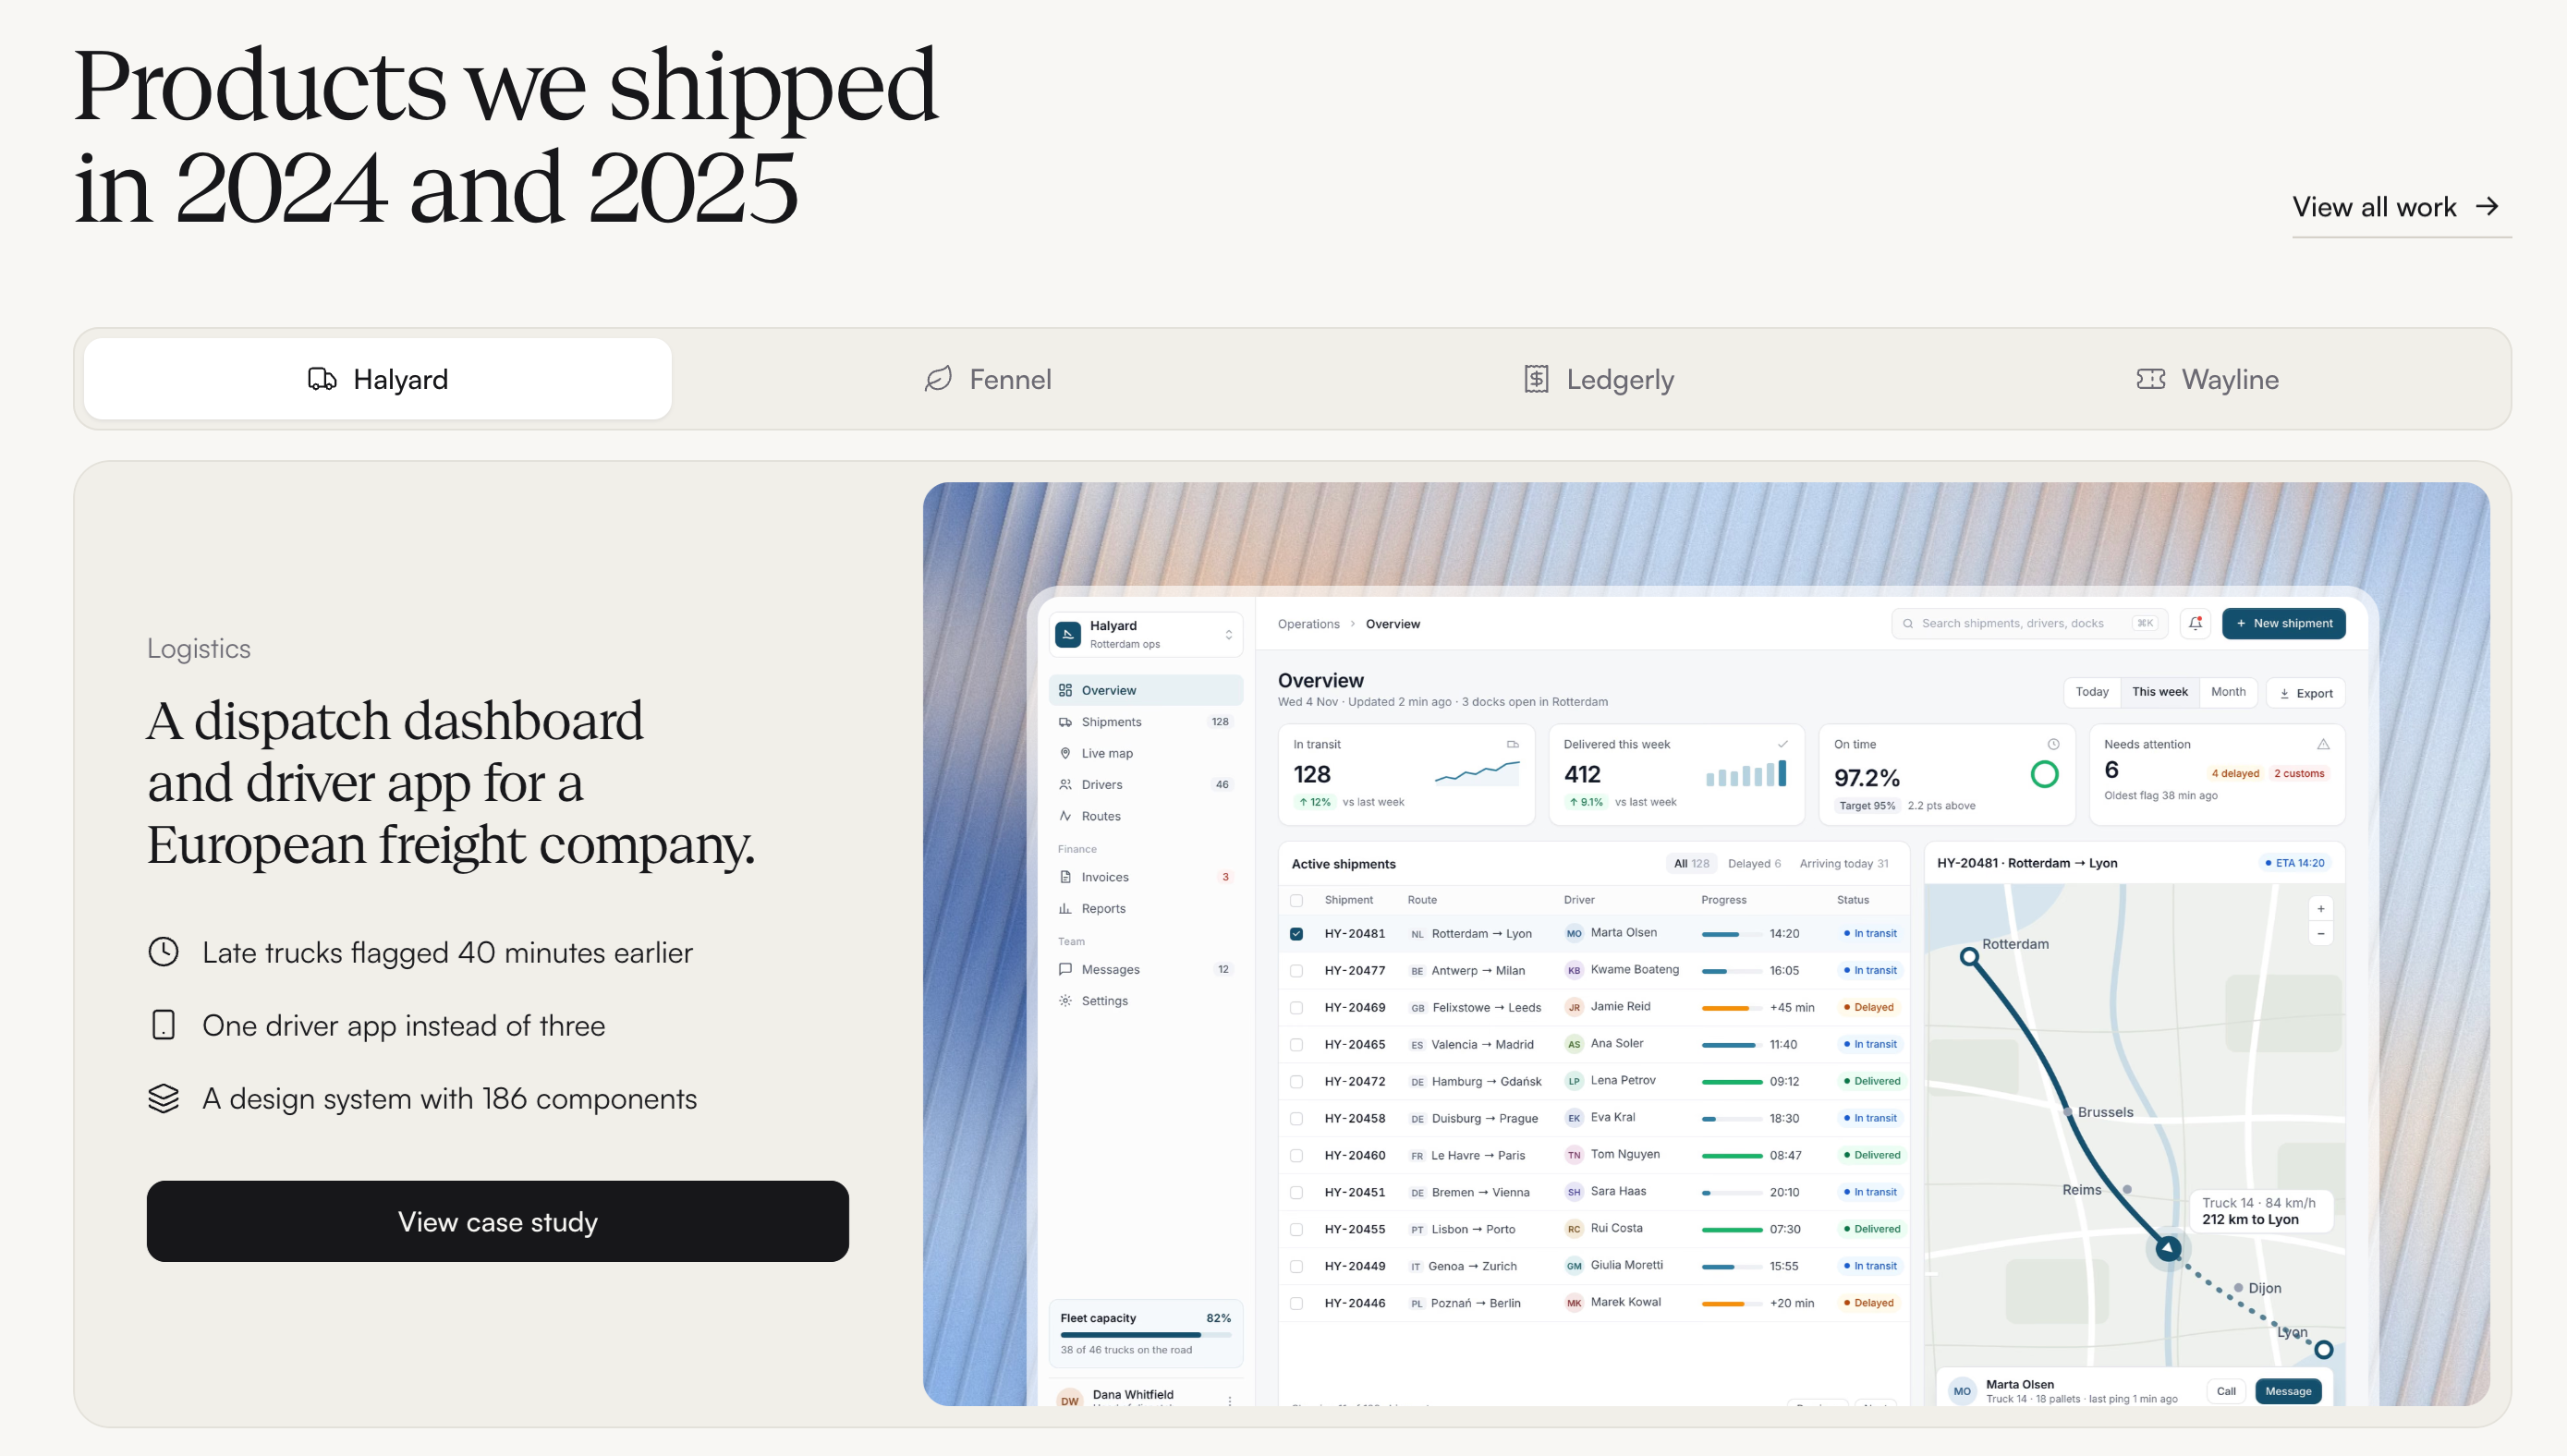 Products we shipped
in 2024 and 2025
View all work
Halyard
Fennel
Ledgerly
Wayline
Logistics
A dispatch dashboard
and driver app for a
European freight company.
Late trucks flagged 40 minutes earlier
One driver app instead of three
A design system with 186 components
View case study
Halyard
Rotterdam ops
Overview
Shipments 128
Live map
Drivers 46
Routes
Finance
Invoices 3
Reports
Team
Messages 12
Settings
Fleet capacity 82%
38 of 46 trucks on the road
DW Dana Whitfield
Operations > Overview
Search shipments, drivers, docks ⌘K
+ New shipment
Overview
Wed 4 Nov · Updated 2 min ago · 3 docks open in Rotterdam
Today This week Month Export
In transit
128
↑ 12% vs last week
Delivered this week
412
↑ 9.1% vs last week
On time
97.2%
Target 95% 2.2 pts above
Needs attention
6 4 delayed 2 customs
Oldest flag 38 min ago
Active shipments All 128 Delayed 6 Arriving today 31
Shipment Route Driver Progress Status
HY-20481 NL Rotterdam → Lyon MO Marta Olsen 14:20 In transit
HY-20477 BE Antwerp → Milan KB Kwame Boateng 16:05 In transit
HY-20469 GB Felixstowe → Leeds JR Jamie Reid +45 min Delayed
HY-20465 ES Valencia → Madrid AS Ana Soler 11:40 In transit
HY-20472 DE Hamburg → Gdańsk LP Lena Petrov 09:12 Delivered
HY-20458 DE Duisburg → Prague EK Eva Kral 18:30 In transit
HY-20460 FR Le Havre → Paris TN Tom Nguyen 08:47 Delivered
HY-20451 DE Bremen → Vienna SH Sara Haas 20:10 In transit
HY-20455 PT Lisbon → Porto RC Rui Costa 07:30 Delivered
HY-20449 IT Genoa → Zurich GM Giulia Moretti 15:55 In transit
HY-20446 PL Poznań → Berlin MK Marek Kowal +20 min Delayed
HY-20481 · Rotterdam → Lyon ETA 14:20
+
−
Rotterdam
Brussels
Reims
Truck 14 · 84 km/h
212 km to Lyon
Dijon
Lyon
MO Marta Olsen
Truck 14 · 18 pallets · last ping 1 min ago
Call Message